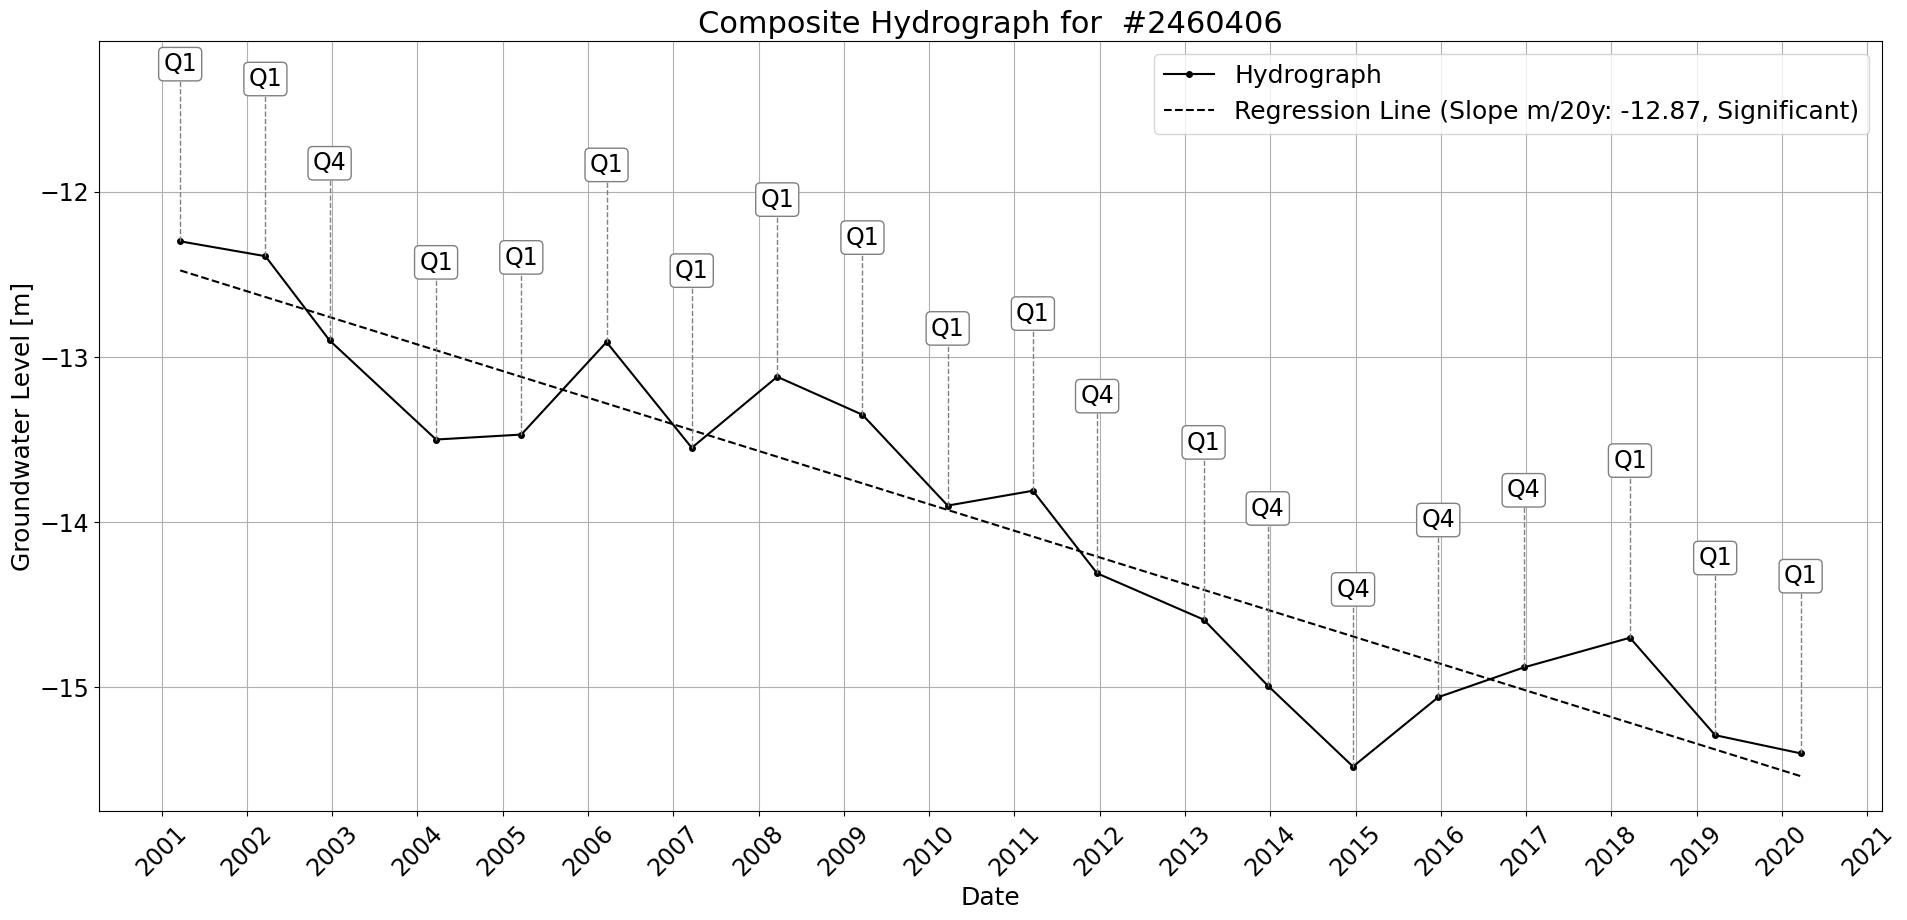 Composite Hydrograph for  #2460406
Hydrograph
Regression Line (Slope m/20y: -12.87, Significant)
Q1
Q1
Q4
Q1
Q1
Q1
Q1
Q1
Q1
Q1
Q1
Q4
Q1
Q4
Q4
Q4
Q4
Q1
Q1
Q1
Groundwater Level [m]
−12
−13
−14
−15
2001
2002
2003
2004
2005
2006
2007
2008
2009
2010
2011
2012
2013
2014
2015
2016
2017
2018
2019
2020
2021
Date